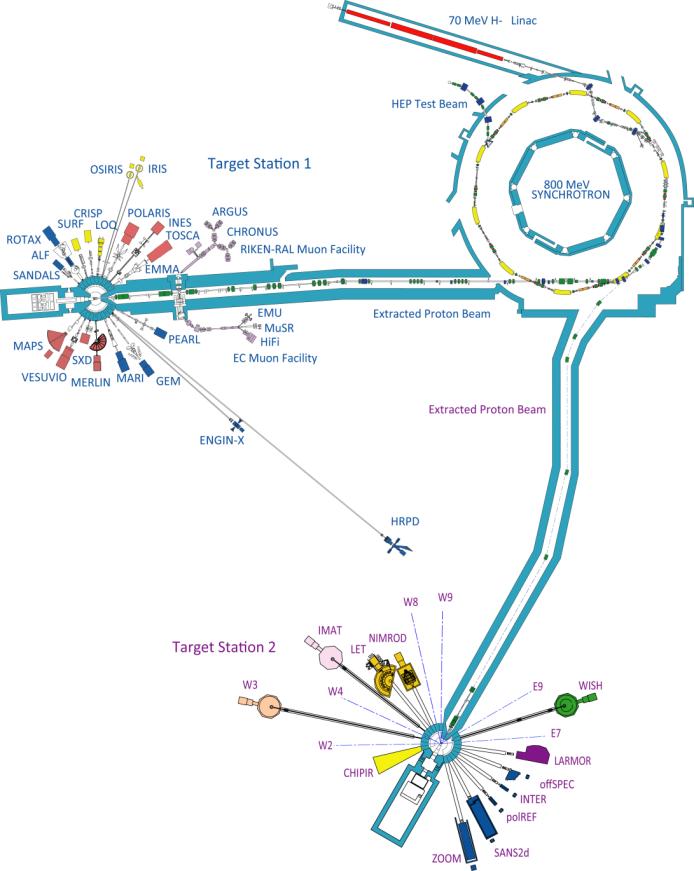 70 MeV H- Linac
HEP Test Beam
800 MeV
SYNCHROTRON
Target Station 1
OSIRIS
IRIS
POLARIS
INES
TOSCA
CRISP
SURF
LOQ
ROTAX
ALF
SANDALS
EMMA
ARGUS
CHRONUS
RIKEN-RAL Muon Facility
Extracted Proton Beam
EMU
MuSR
HiFi
EC Muon Facility
PEARL
MAPS
VESUVIO
SXD
MERLIN
MARI
GEM
ENGIN-X
HRPD
Extracted Proton Beam
Target Station 2
W8
W9
IMAT
LET
NIMROD
W3
W4
W2
CHIPIR
E9
WISH
E7
LARMOR
offSPEC
INTER
polREF
SANS2d
ZOOM